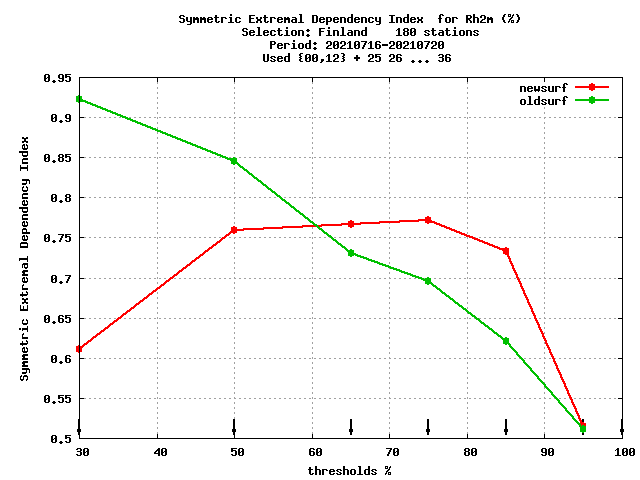 Symmetric Extremal Dependency Index  for Rh2m (%)
Selection: Finland    180 stations
Period: 20210716-20210720
Used {00,12} + 25 26 ... 36
newsurf
oldsurf
Symmetric Extremal Dependency Index
0.95
0.9
0.85
0.8
0.75
0.7
0.65
0.6
0.55
0.5
30 40 50 60 70 80 90 100
thresholds %